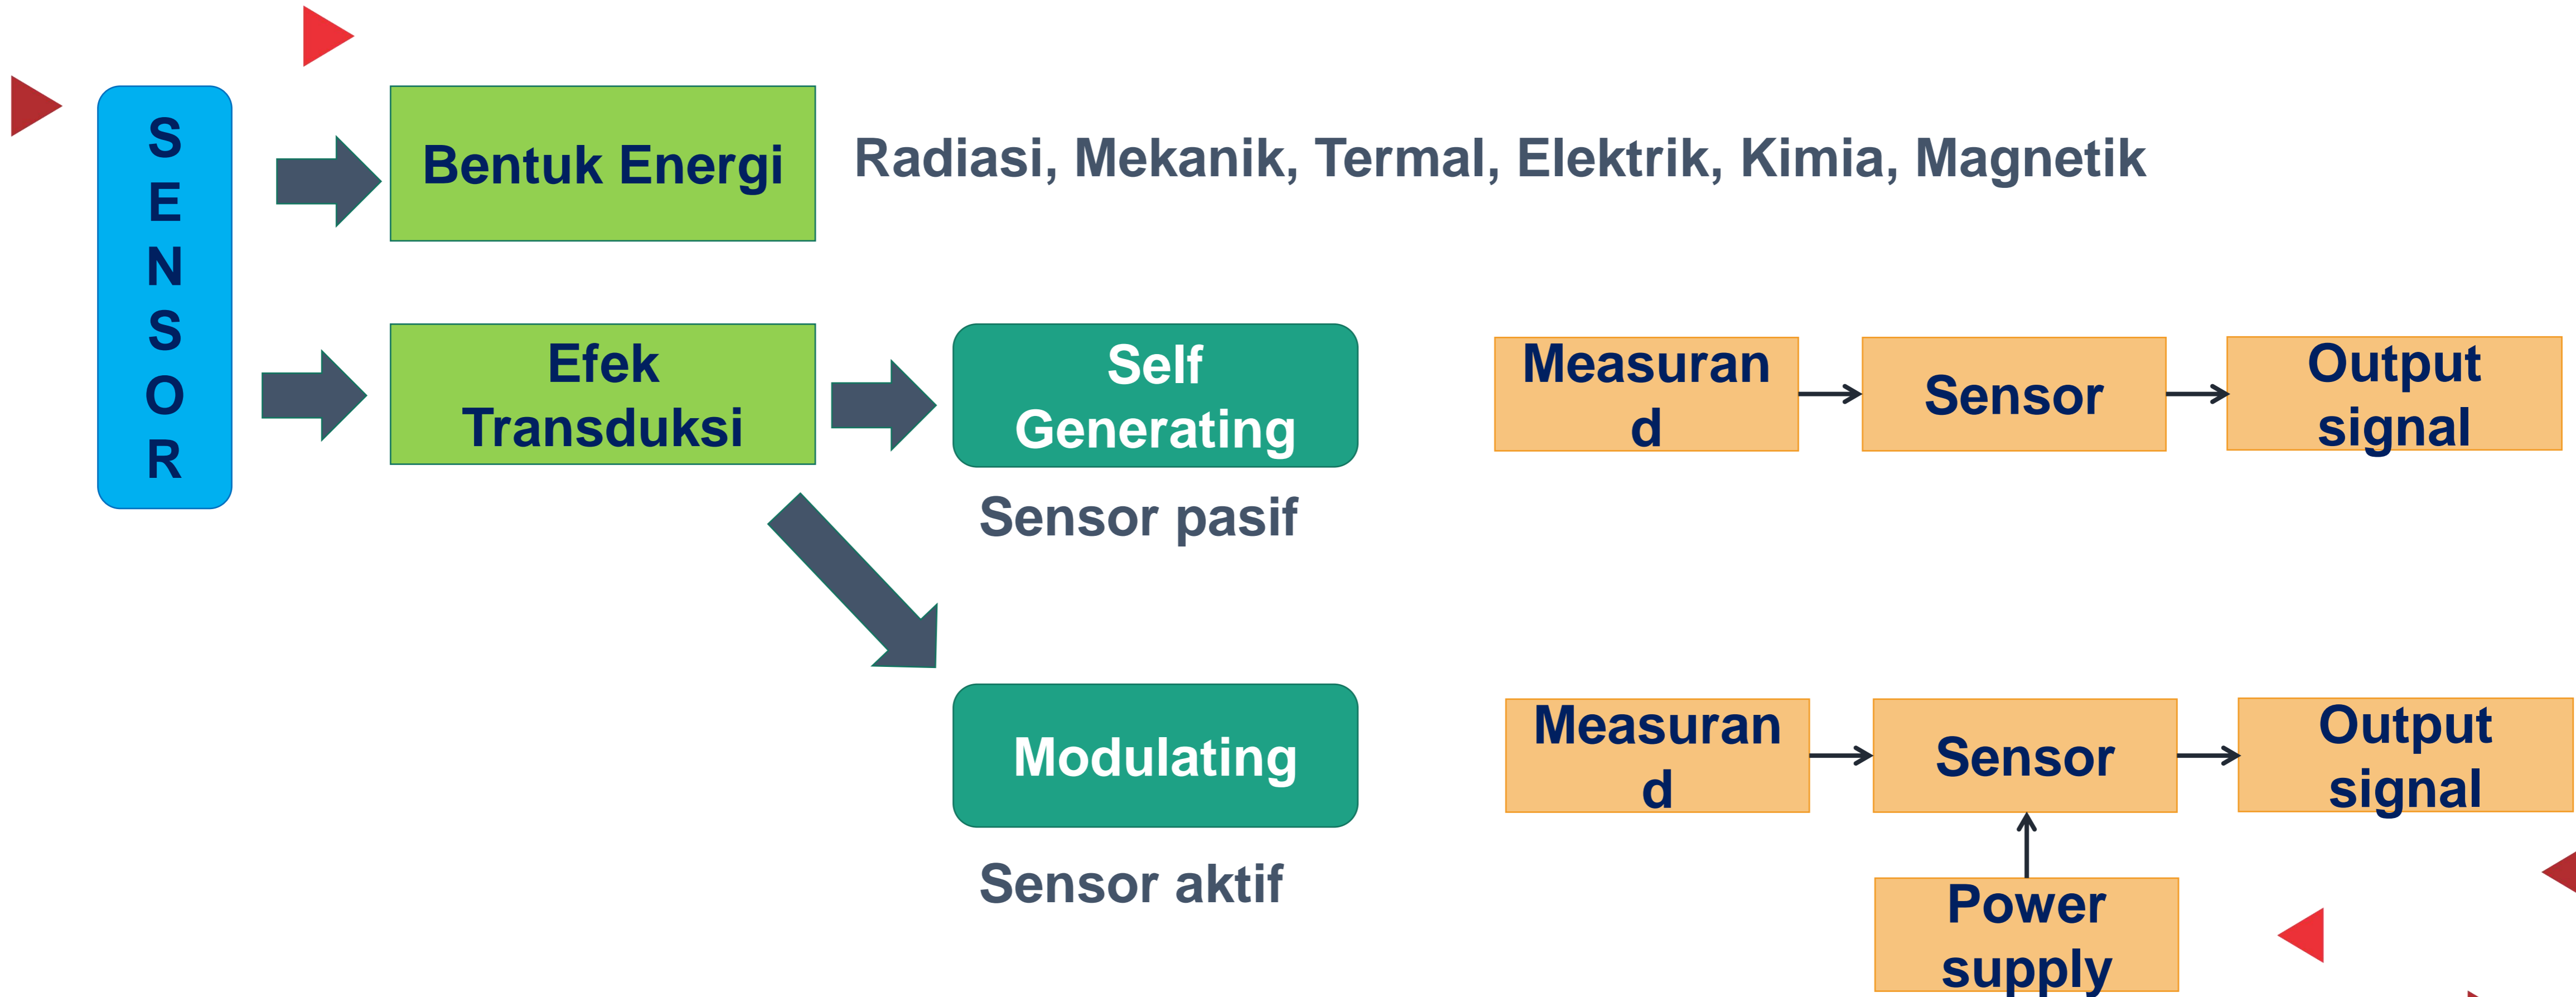 S
E
N
S
O
R
Bentuk Energi
Radiasi, Mekanik, Termal, Elektrik, Kimia, Magnetik
Efek
Transduksi
Self
Generating
Sensor pasif
Measuran
d
Sensor
Output
signal
Modulating
Sensor aktif
Measuran
d
Sensor
Output
signal
Power
supply